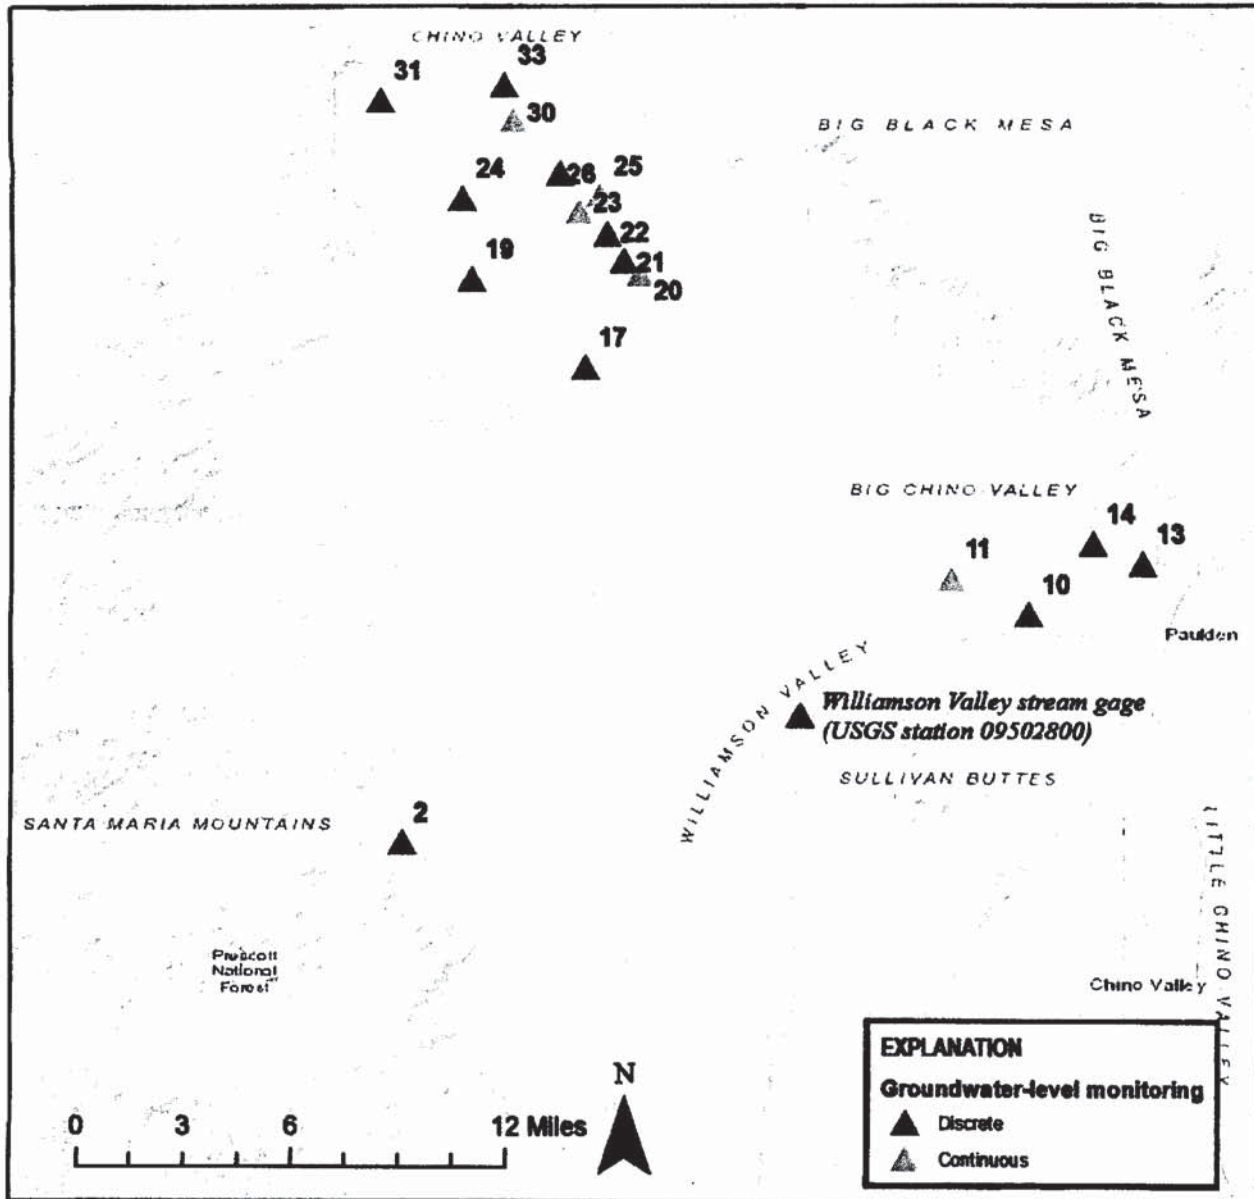 CHINO VALLEY
31
33
30
BIG BLACK MESA
24
26
25
23
22
19
21
20
17
BIG BLACK MESA
BIG CHINO VALLEY
14
13
11
10
Paulden
WILLIAMSON VALLEY
Williamson Valley stream gage
(USGS station 09502800)
SULLIVAN BUTTES
SANTA MARIA MOUNTAINS
2
LITTLE CHINO VALLEY
Prescott
National
Forest
Chino Valley
EXPLANATION
Groundwater-level monitoring
Discrete
Continuous
N
0 3 6 12 Miles